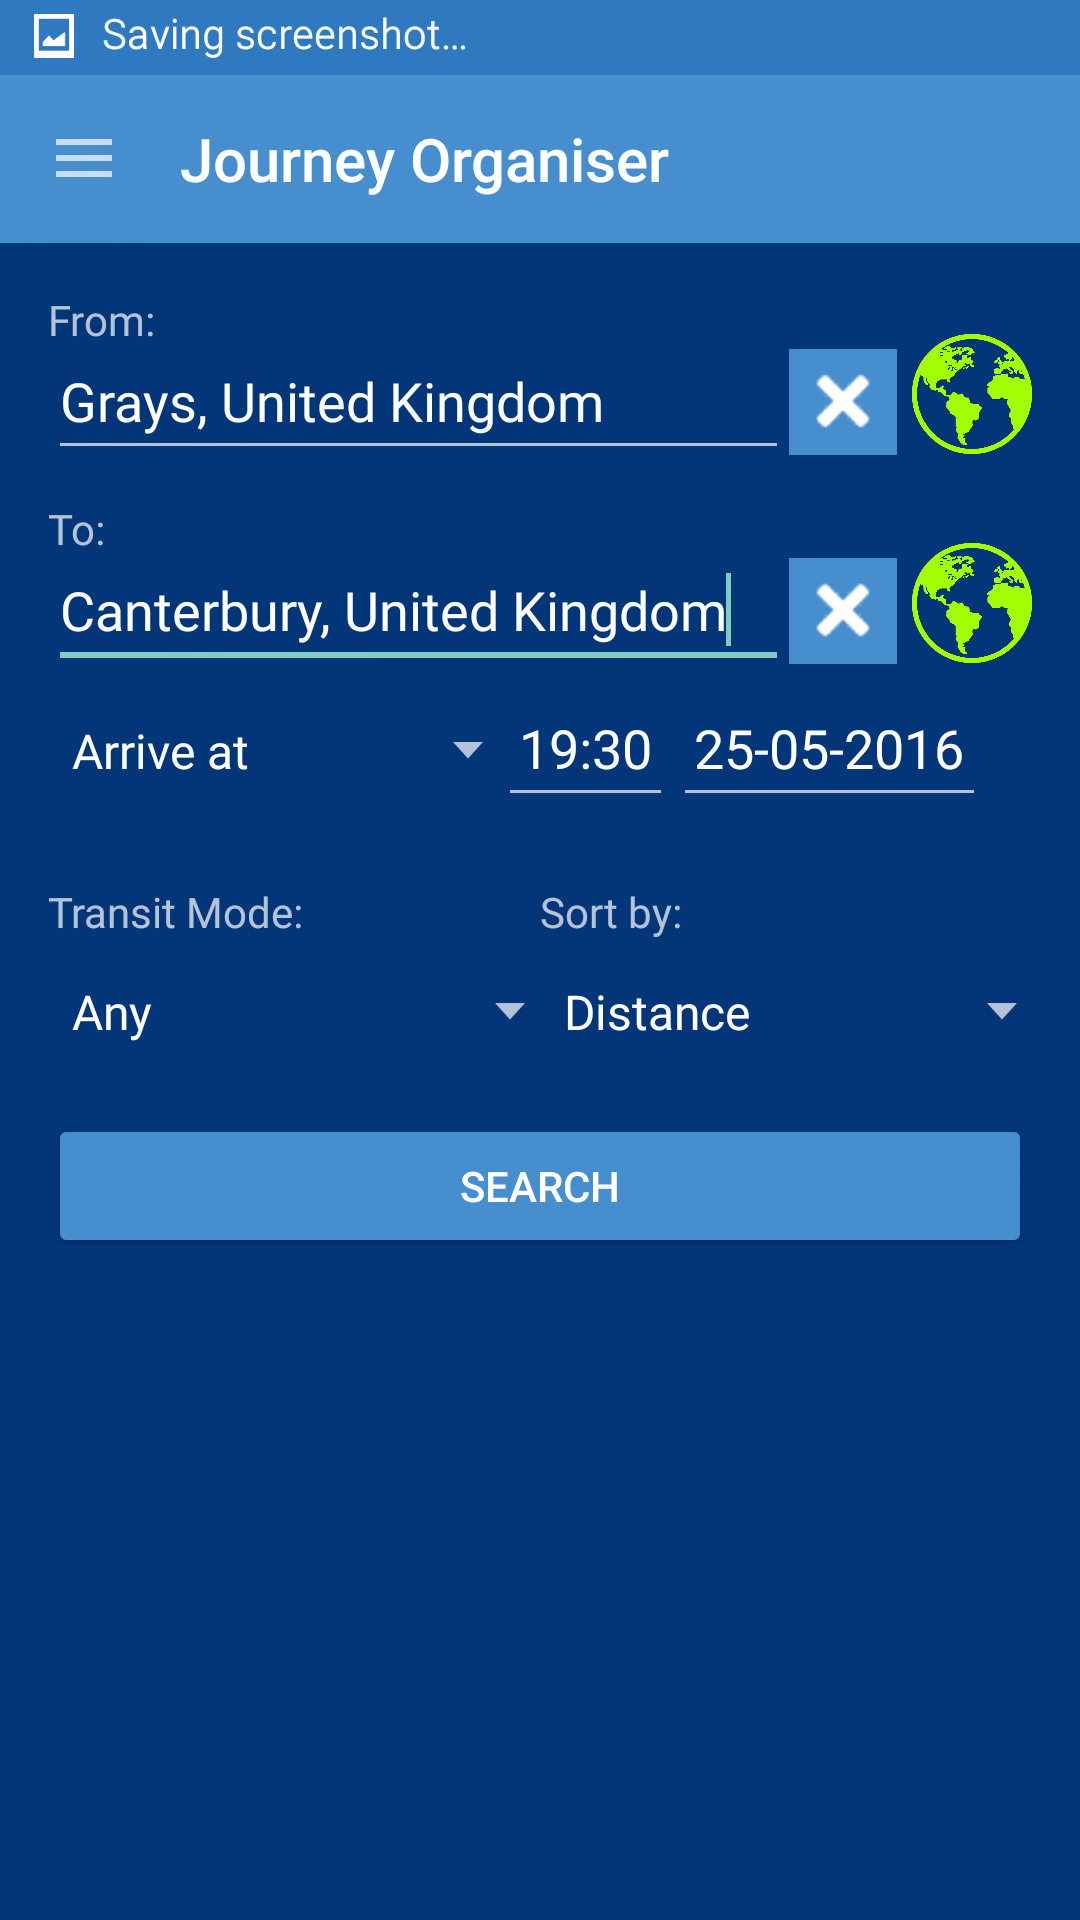 Saving screenshot...
Journey Organiser
From:
Grays, United Kingdom
To:
Canterbury, United Kingdom
Arrive at 19:30 25-05-2016
Transit Mode: Sort by:
Any Distance
SEARCH